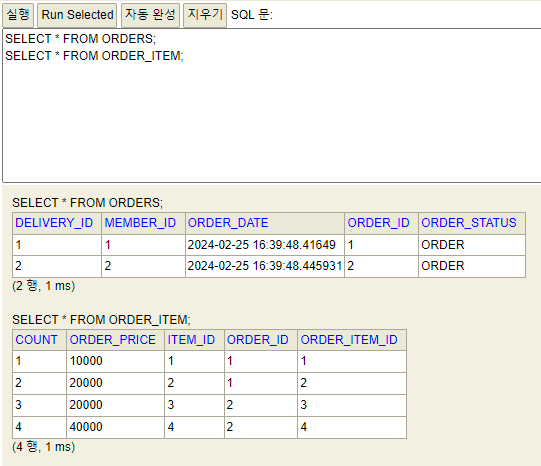 실행 Run Selected 자동 완성 지우기 SQL 문:
SELECT * FROM ORDERS;
SELECT * FROM ORDER_ITEM;
SELECT * FROM ORDERS;
DELIVERY_ID MEMBER_ID ORDER_DATE ORDER_ID ORDER_STATUS
1 1 2024-02-25 16:39:48.41649 1 ORDER
2 2 2024-02-25 16:39:48.445931 2 ORDER
(2 행, 1 ms)
SELECT * FROM ORDER_ITEM;
COUNT ORDER_PRICE ITEM_ID ORDER_ID ORDER_ITEM_ID
1 10000 1 1 1
2 20000 2 1 2
3 20000 3 2 3
4 40000 4 2 4
(4 행, 1 ms)